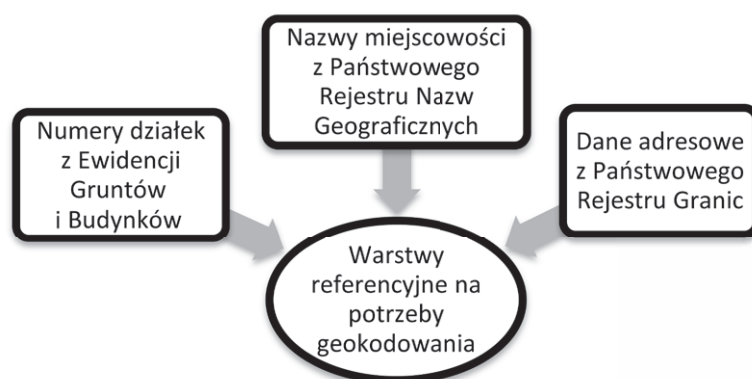 Nazwy miejscowości
z Państwowego
Rejestru Nazw
Geograficznych
Numery działek
z Ewidencji
Gruntów
i Budynków
Dane adresowe
z Państwowego
Rejestru Granic
Warstwy
referencyjne na
potrzeby
geokodowania